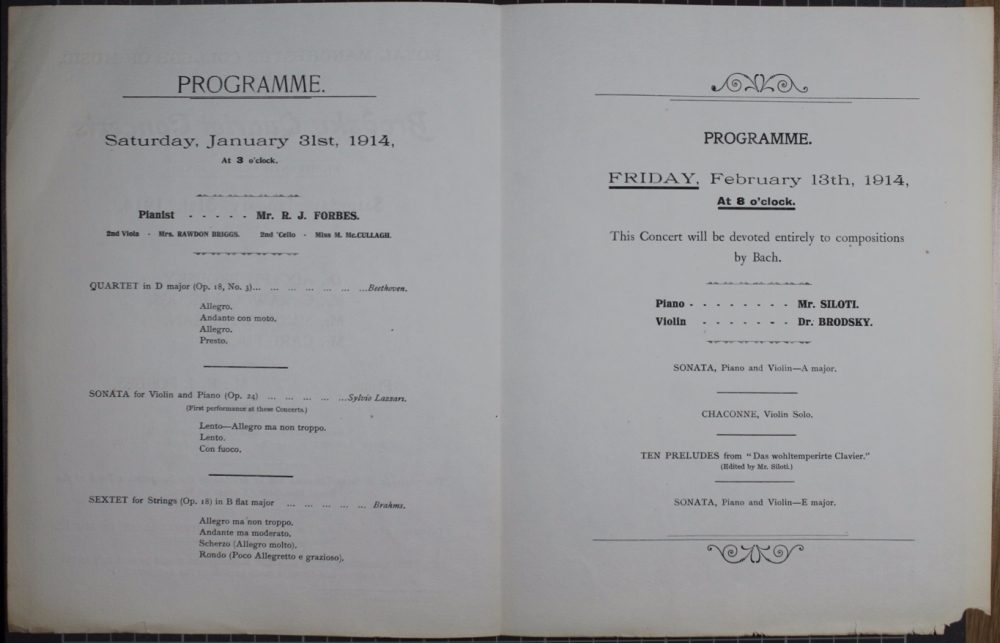 PROGRAMME.
Saturday, January 31st, 1914,
At 3 o'clock.
Pianist - - - - - Mr. R. J. FORBES.
2nd Viola - Mrs. RAWDON BRIGGS. 2nd 'Cello - Miss M. Mc.CULLAGH.
QUARTET in D major (Op. 18, No. 3)... ... ... ... ... ... ...Beethoven.
Allegro.
Andante con moto.
Allegro.
Presto.
SONATA for Violin and Piano (Op. 24) ... ... ... ... ...Sylvio Lazzari.
(First performance at these Concerts.)
Lento—Allegro ma non troppo.
Lento.
Con fuoco.
SEXTET for Strings (Op. 18) in B flat major ... ... ... ... ... Brahms.
Allegro ma non troppo.
Andante ma moderato.
Scherzo (Allegro molto).
Rondo (Poco Allegretto e grazioso).
PROGRAMME.
FRIDAY, February 13th, 1914,
At 8 o'clock.
This Concert will be devoted entirely to compositions
by Bach.
Piano - - - - - - - - Mr. SILOTI.
Violin - - - - - - - Dr. BRODSKY.
SONATA, Piano and Violin—A major.
CHACONNE, Violin Solo.
TEN PRELUDES from "Das wohltemperirte Clavier."
(Edited by Mr. Siloti.)
SONATA, Piano and Violin—E major.